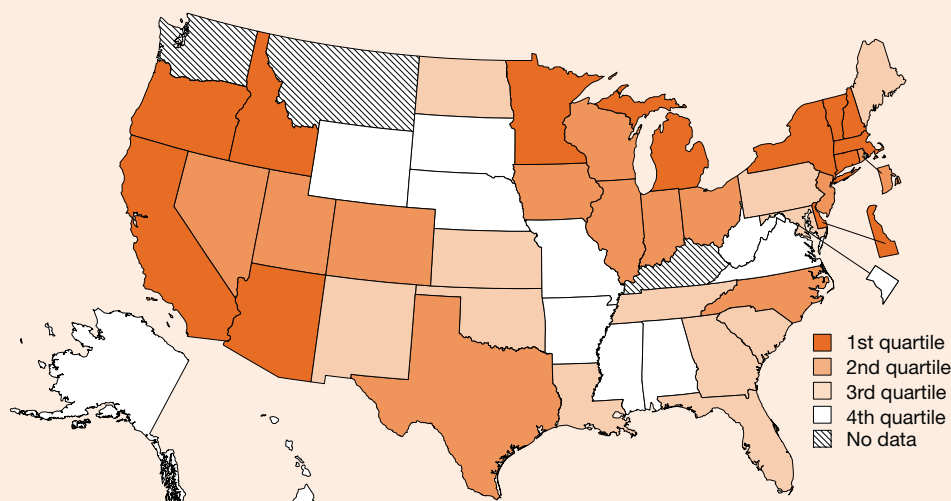 1st quartile
2nd quartile
3rd quartile
4th quartile
No data